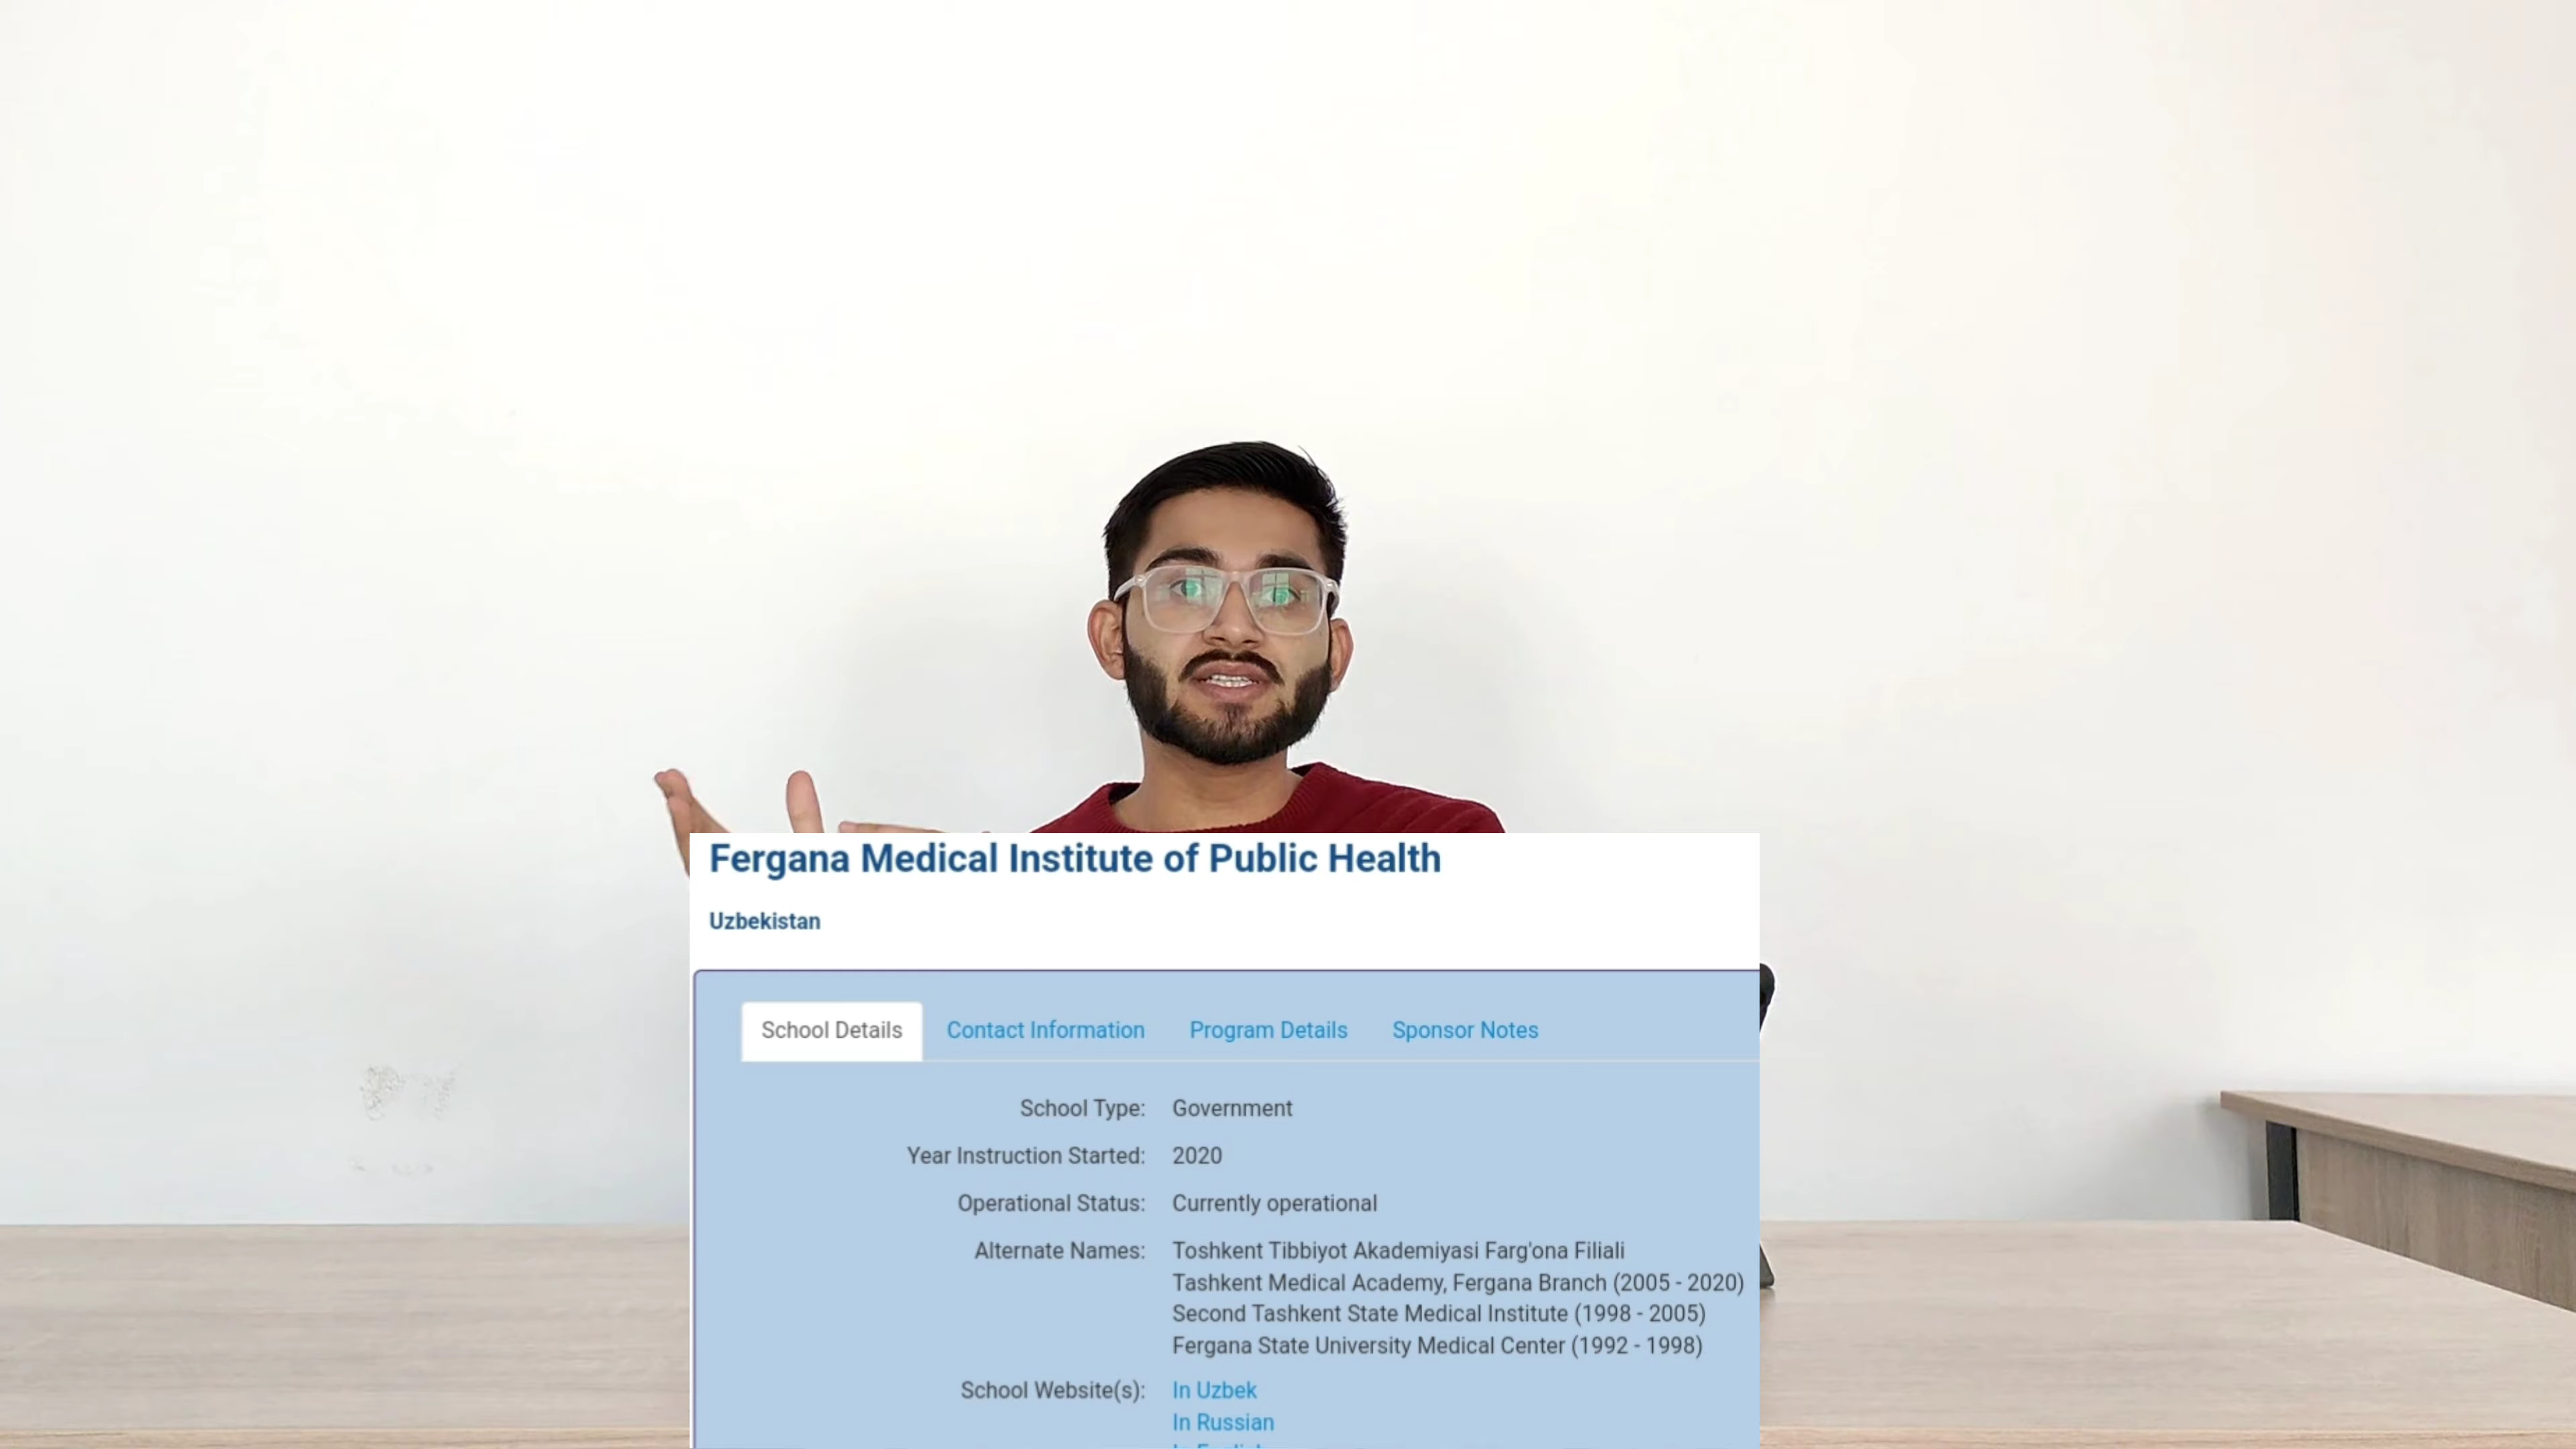 Fergana Medical Institute of Public Health
Uzbekistan
School Details Contact Information Program Details Sponsor Notes
School Type: Government
Year Instruction Started: 2020
Operational Status: Currently operational
Alternate Names: Toshkent Tibbiyot Akademiyasi Farg'ona Filiali
Tashkent Medical Academy, Fergana Branch (2005 - 2020)
Second Tashkent State Medical Institute (1998 - 2005)
Fergana State University Medical Center (1992 - 1998)
School Website(s): In Uzbek
In Russian